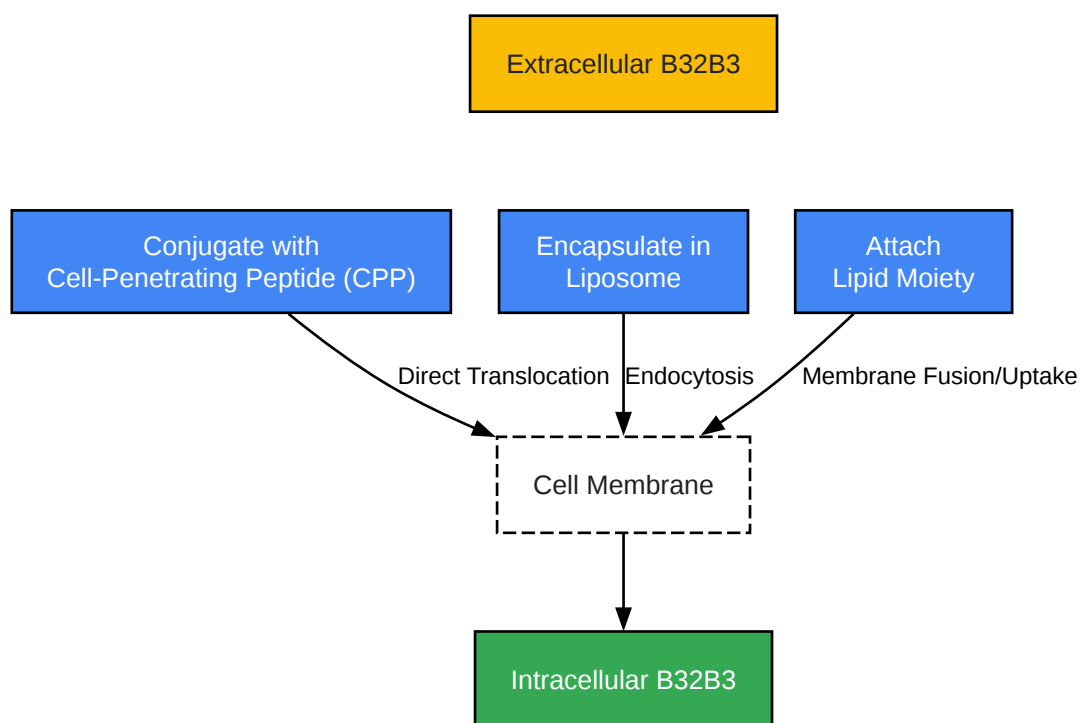 Extracellular B32B3
Conjugate with
Cell-Penetrating Peptide (CPP)
Encapsulate in
Liposome
Attach
Lipid Moiety
Direct Translocation
Endocytosis
Membrane Fusion/Uptake
Cell Membrane
Intracellular B32B3